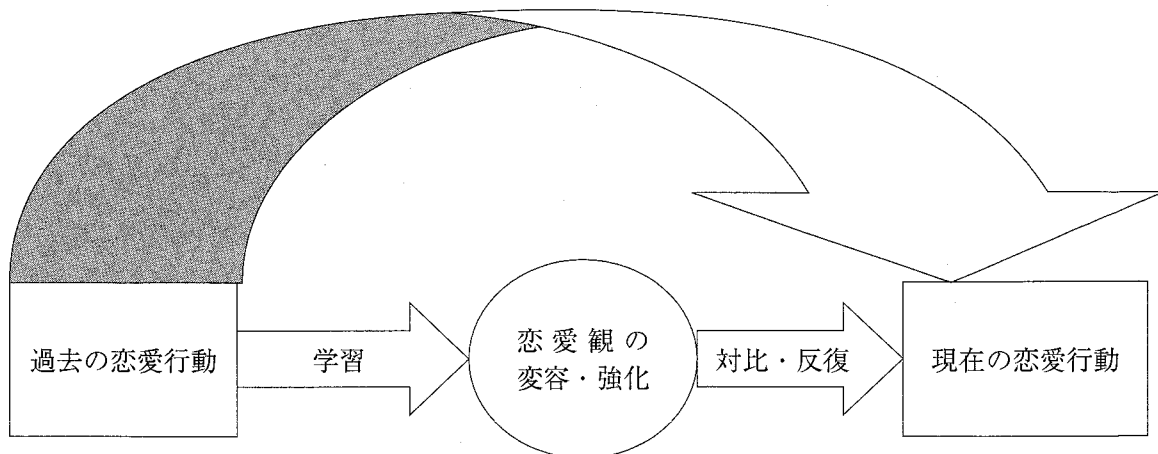 過去の恋愛行動
学習
恋愛観の
変容・強化
対比・反復
現在の恋愛行動